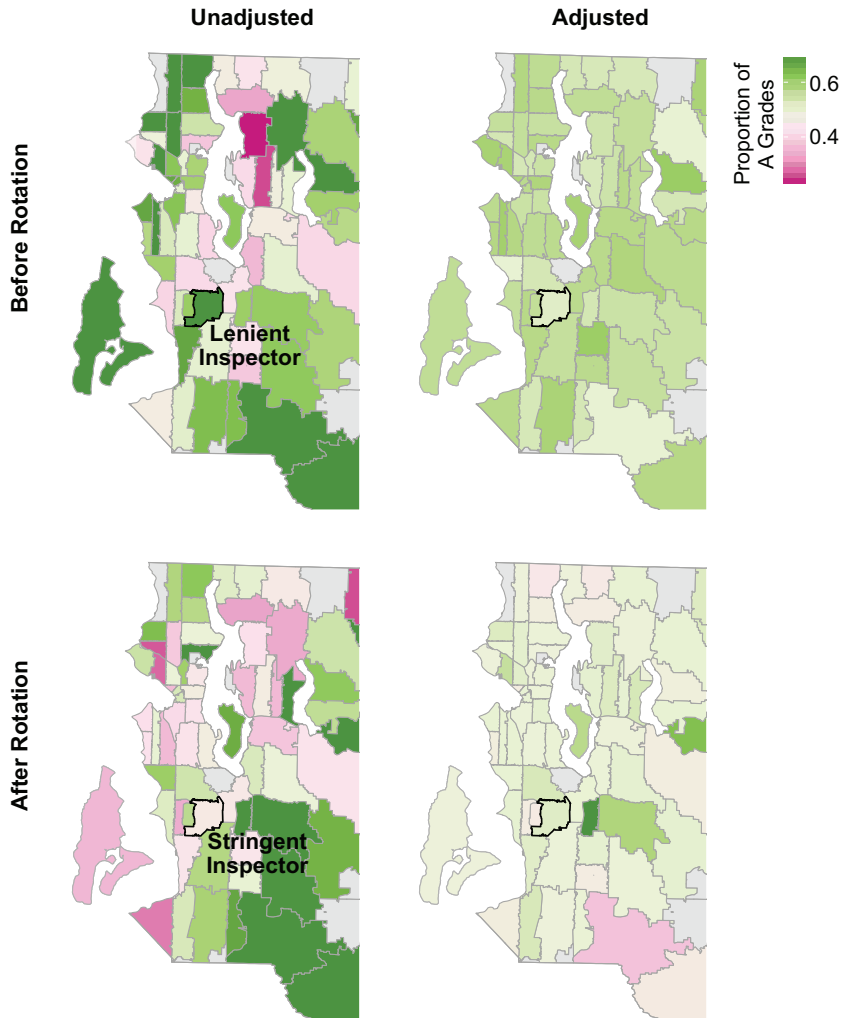 Unadjusted
Adjusted
Before Rotation
Lenient
Inspector
Proportion of
A Grades
0.6
0.4
After Rotation
Stringent
Inspector